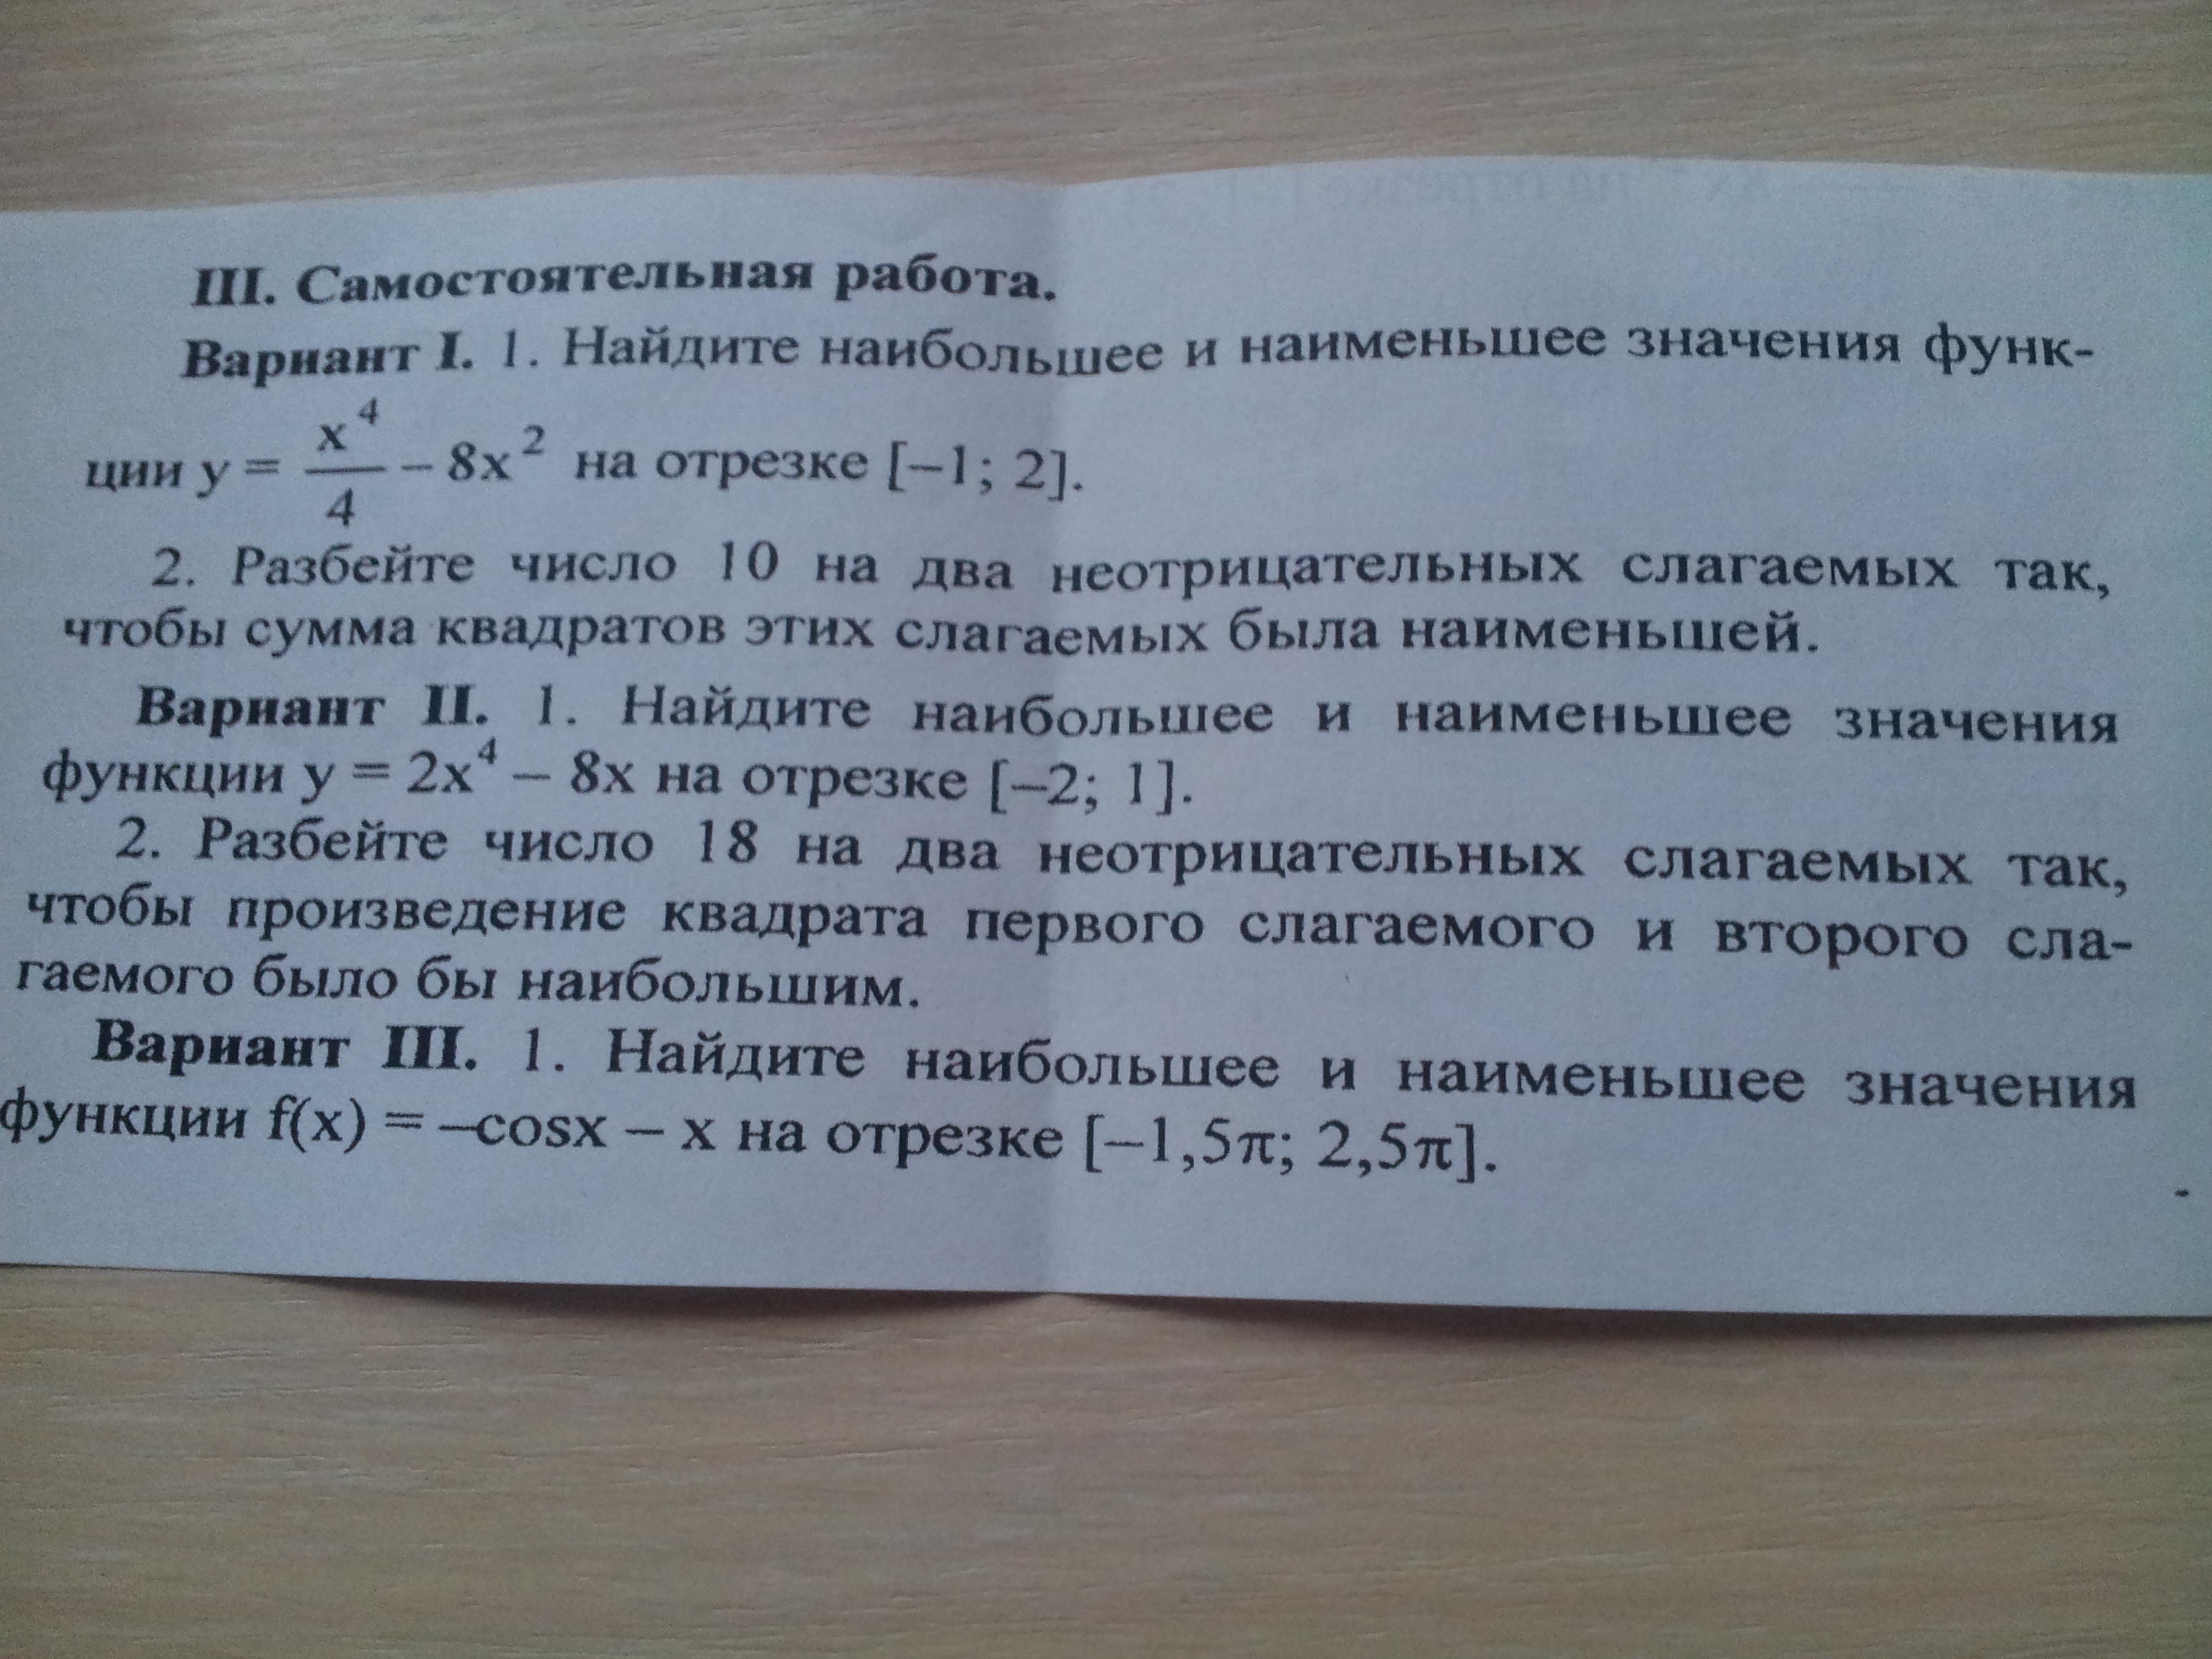 III. Самостоятельная работа.
Вариант I. 1. Найдите наибольшее и наименьшее значения функ-
ции y = x⁴/4 – 8x² на отрезке [–1; 2].
2. Разбейте число 10 на два неотрицательных слагаемых так,
чтобы сумма квадратов этих слагаемых была наименьшей.
Вариант II. 1. Найдите наибольшее и наименьшее значения
функции y = 2x⁴ – 8x на отрезке [–2; 1].
2. Разбейте число 18 на два неотрицательных слагаемых так,
чтобы произведение квадрата первого слагаемого и второго сла-
гаемого было бы наибольшим.
Вариант III. 1. Найдите наибольшее и наименьшее значения
функции f(x) = –cosx – x на отрезке [–1,5π; 2,5π].